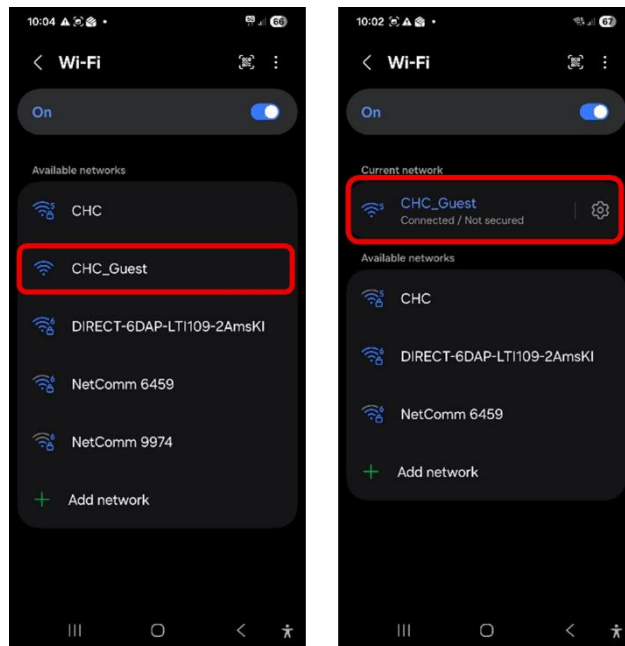 10:04
66
Wi-Fi
On
Available networks
CHC
CHC_Guest
DIRECT-6DAP-LTI109-2AmsKI
NetComm 6459
NetComm 9974
Add network
10:02
67
Wi-Fi
On
Current network
CHC_Guest
Connected / Not secured
Available networks
CHC
DIRECT-6DAP-LTI109-2AmsKI
NetComm 6459
Add network